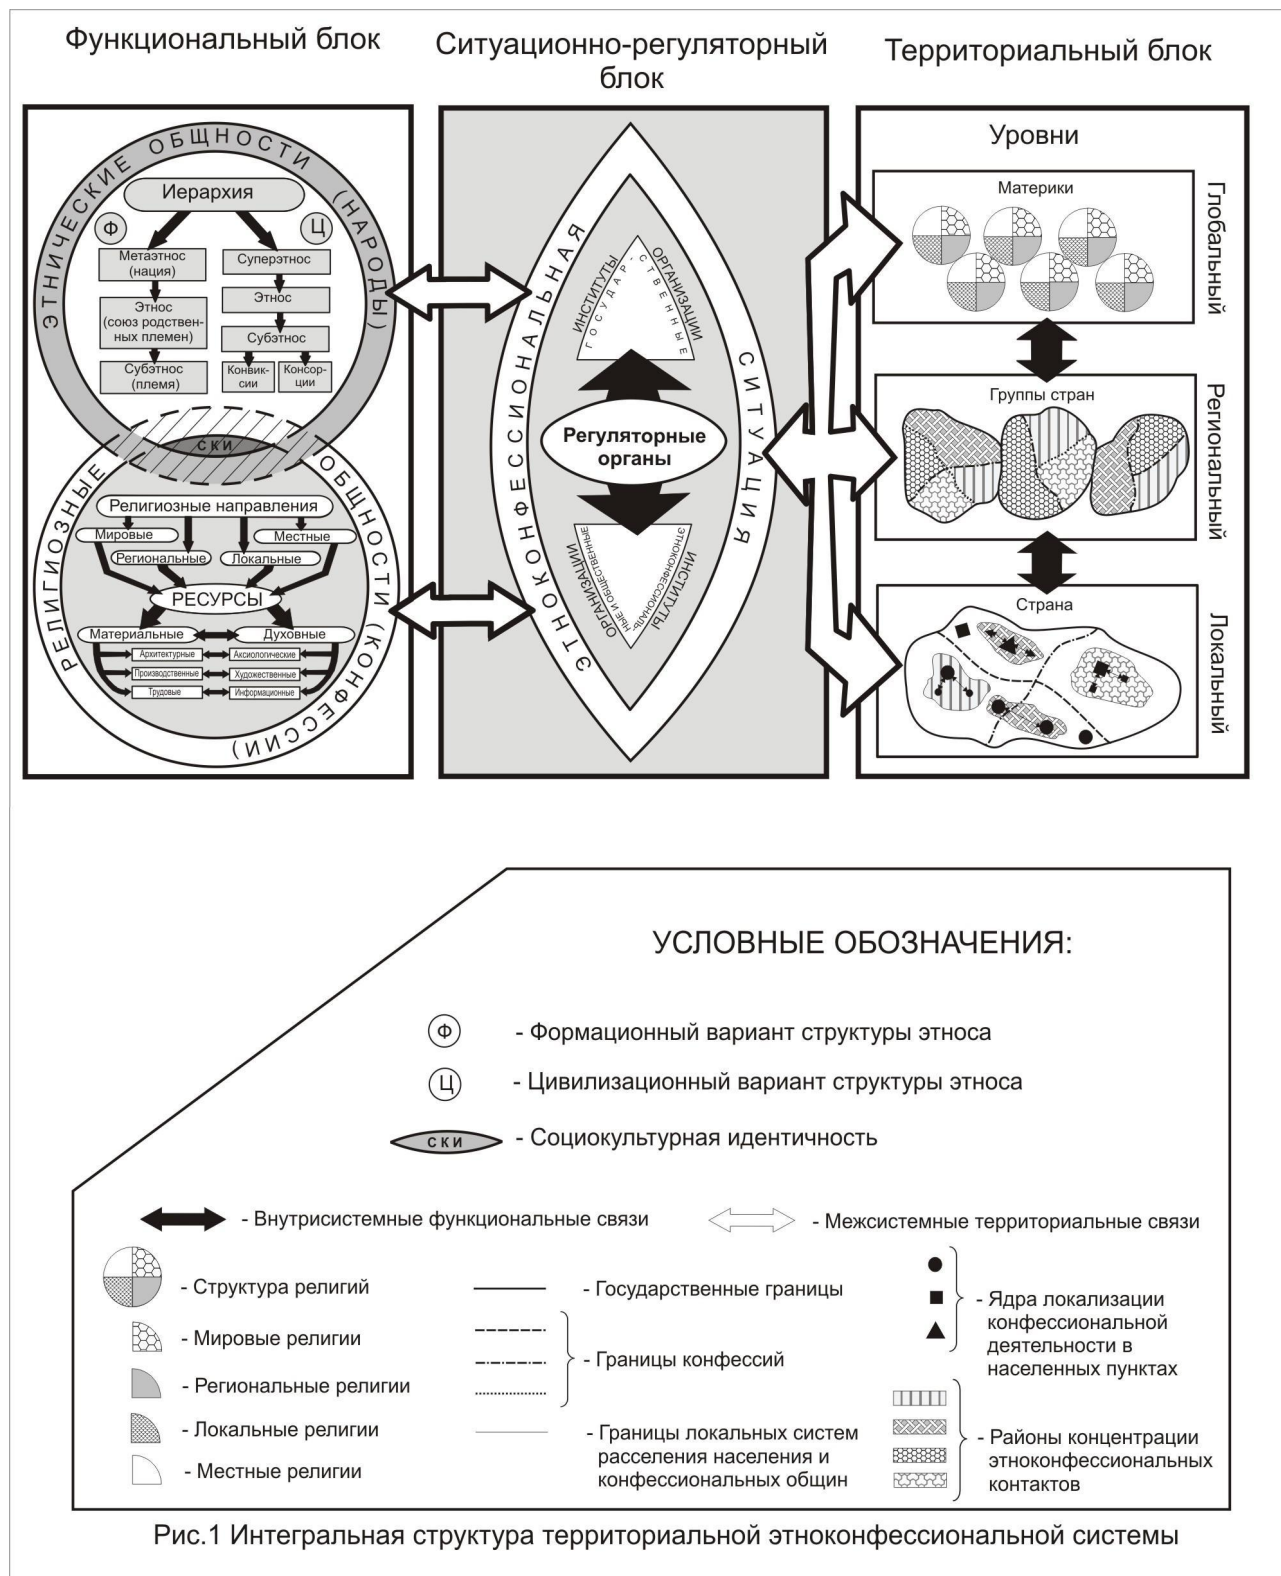 Функциональный блок
Ситуационно-регуляторный
блок
Территориальный блок
ЭТНИЧЕСКИЕ ОБЩНОСТИ (НАРОДЫ)
Иерархия
Ф
Ц
Метаэтнос
(нация)
Этнос
(союз родствен-
ных племен)
Субэтнос
(племя)
Суперэтнос
Этнос
Субэтнос
Конвик-
сии
Консор-
ции
СКИ
РЕЛИГИОЗНЫЕ ОБЩНОСТИ (КОНФЕССИИ)
Религиозные направления
Мировые
Местные
Региональные
Локальные
РЕСУРСЫ
Материальные
Духовные
Архитектурные
Аксиологические
Производственные
Художественные
Трудовые
Информационные
ЭТНОКОНФЕССИОНАЛЬНАЯ
СИТУАЦИЯ
ИНСТИТУТЫ
ОРГАНИЗАЦИИ
ГОСУДАР-СТВЕННЫЕ
Регуляторные
органы
ОРГАНИЗАЦИИ
ИНСТИТУТЫ
ЭТНОКОНФЕССИОНАЛЬ-
НЫЕ И ОБЩЕСТВЕННЫЕ
Уровни
Материки
Глобальный
Группы стран
Региональный
Страна
Локальный
УСЛОВНЫЕ ОБОЗНАЧЕНИЯ:
Ф - Формационный вариант структуры этноса
Ц - Цивилизационный вариант структуры этноса
СКИ - Социокультурная идентичность
- Внутрисистемные функциональные связи
- Межсистемные территориальные связи
- Структура религий
- Мировые религии
- Региональные религии
- Локальные религии
- Местные религии
- Государственные границы
- Границы конфессий
- Границы локальных систем
расселения населения и
конфессиональных общин
- Ядра локализации
конфессиональной
деятельности в
населенных пунктах
- Районы концентрации
этноконфессиональных
контактов
Рис.1 Интегральная структура территориальной этноконфессиональной системы